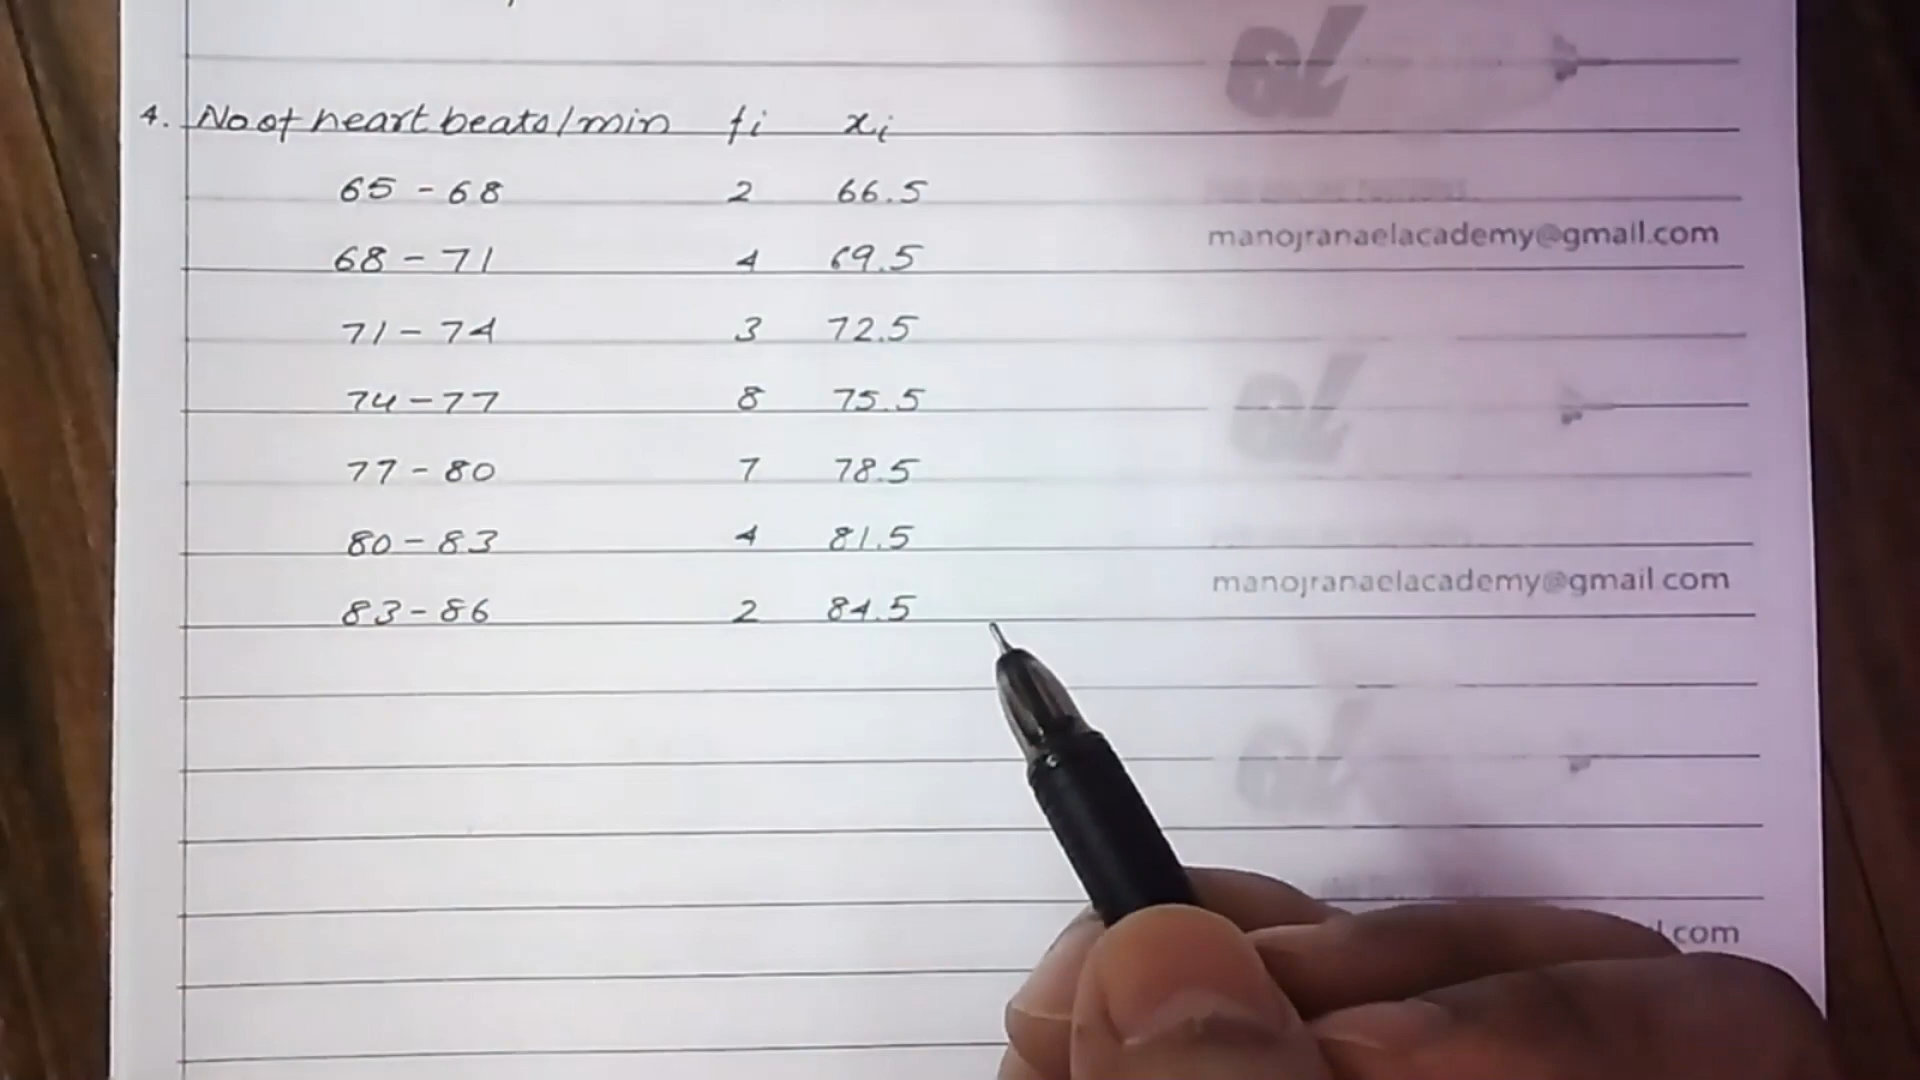 4. No of heart beats/min fi xi
65 - 68 2 66.5
manojranaelacademy@gmail.com
68 - 71 4 69.5
71 - 74 3 72.5
74 - 77 8 75.5
77 - 80 7 78.5
80 - 83 4 81.5
manojranaelacademy@gmail.com
83 - 86 2 84.5
l.com